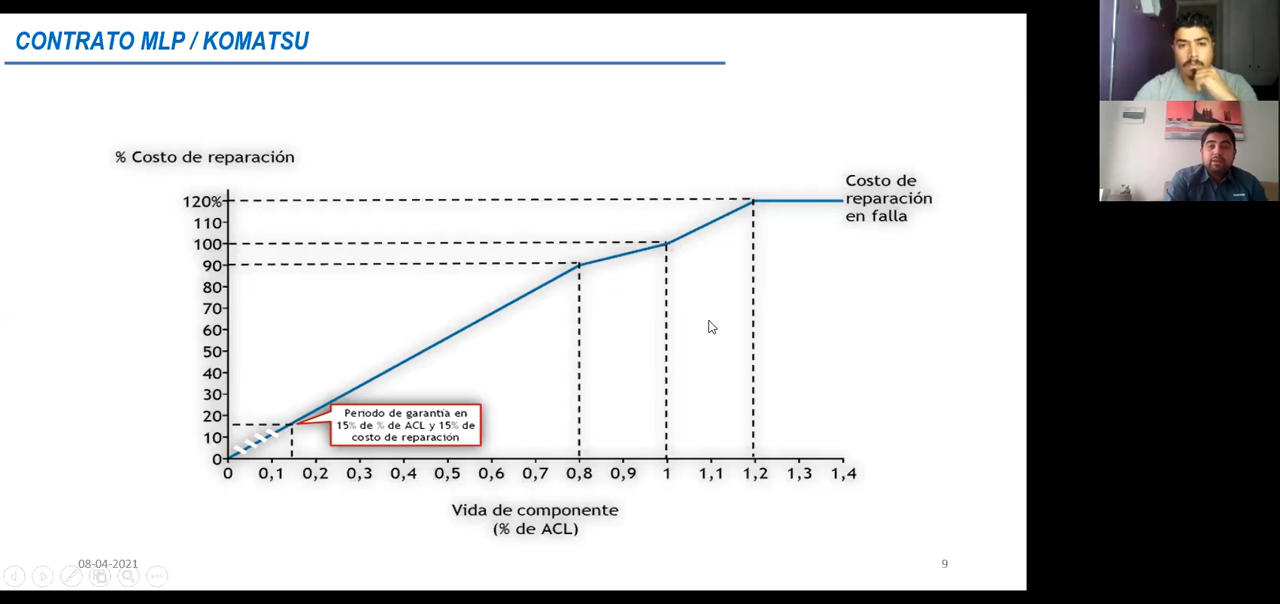 CONTRATO MLP / KOMATSU
% Costo de reparación
Costo de
reparación
en falla
120%
110
100
90
80
70
60
50
40
30
20
10
0
Periodo de garantía en
15% de % de ACL y 15% de
costo de reparación
0 0,1 0,2 0,3 0,4 0,5 0,6 0,7 0,8 0,9 1 1,1 1,2 1,3 1,4
Vida de componente
(% de ACL)
08-04-2021
9